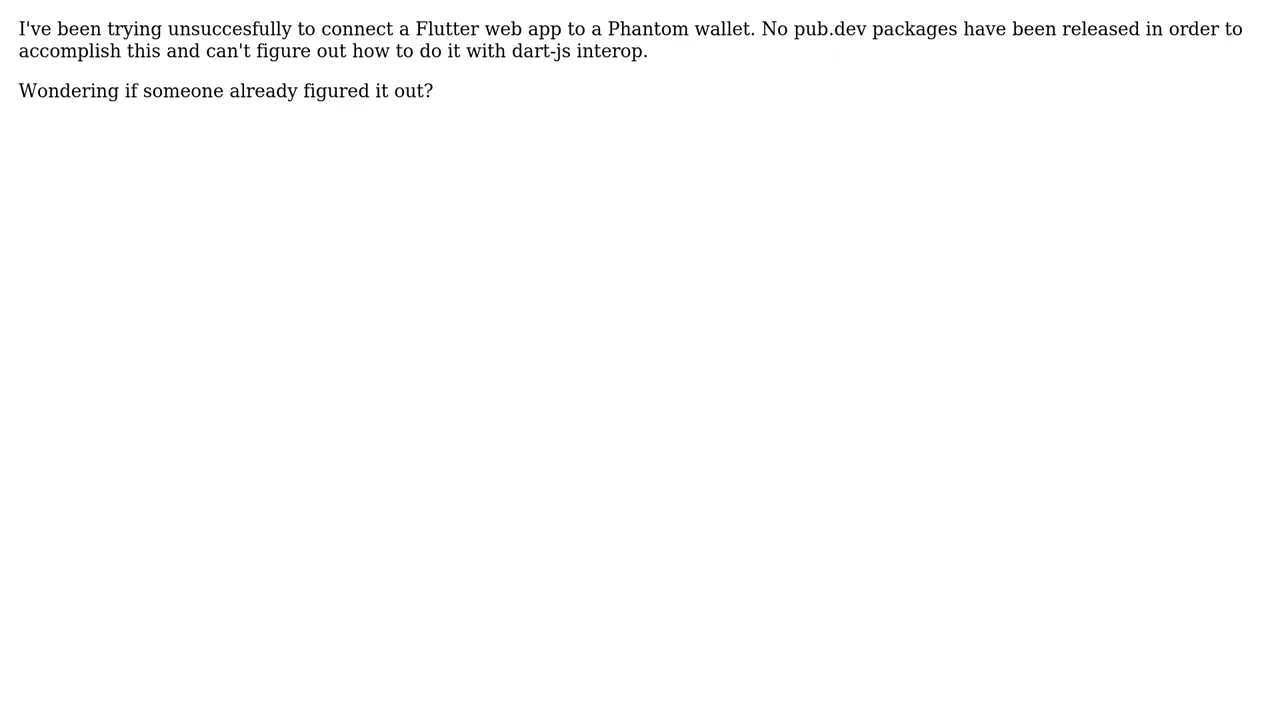 I've been trying unsuccesfully to connect a Flutter web app to a Phantom wallet. No pub.dev packages have been released in order to
accomplish this and can't figure out how to do it with dart-js interop.
Wondering if someone already figured it out?